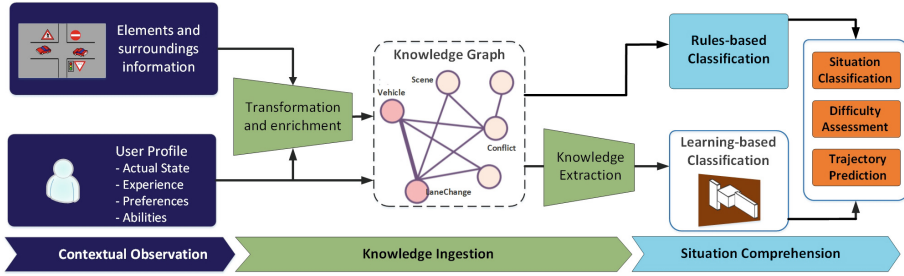 Elements and
surroundings
information
User Profile
- Actual State
- Experience
- Preferences
- Abilities
Transformation
and enrichment
Knowledge Graph
Scene
Vehicle
Conflict
LaneChange
Knowledge
Extraction
Rules-based
Classification
Learning-based
Classification
Situation
Classification
Difficulty
Assessment
Trajectory
Prediction
Contextual Observation
Knowledge Ingestion
Situation Comprehension